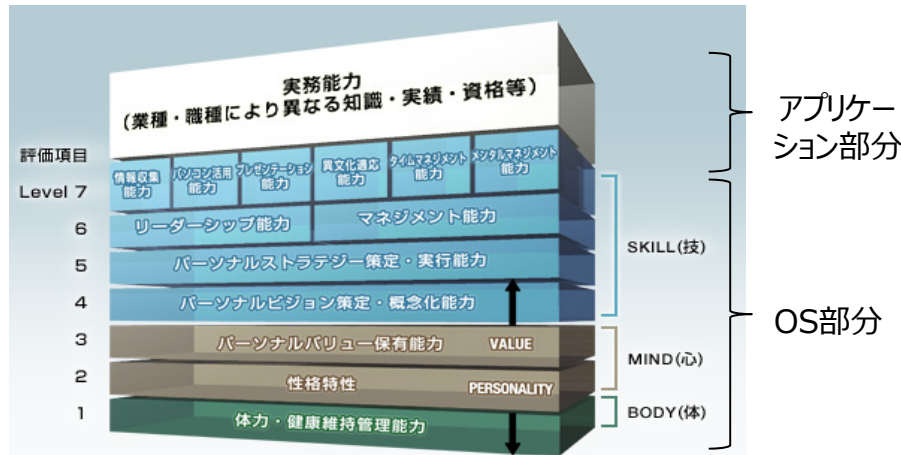 実務能力
(業種・職種により異なる知識・実績・資格等)
アプリケー
ション部分
評価項目
Level 7
情報収集
能力
パソコン活用
能力
プレゼンテーション
能力
異文化適応
能力
タイムマネジメント
能力
メンタルマネジメント
能力
6
リーダーシップ能力
マネジメント能力
SKILL(技)
5
パーソナルストラテジー策定・実行能力
4
パーソナルビジョン策定・概念化能力
OS部分
3
パーソナルバリュー保有能力
VALUE
MIND(心)
2
性格特性
PERSONALITY
1
体力・健康維持管理能力
BODY(体)